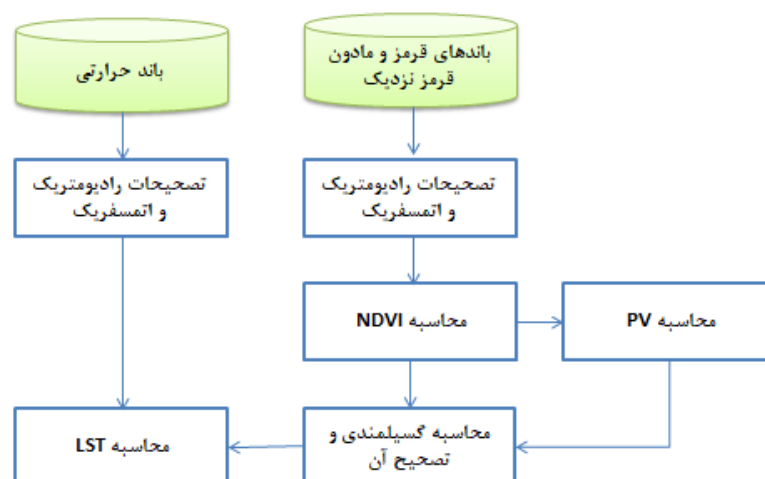 باندهای قرمز و مادون
قرمز نزدیک
باند حرارتی
تصحیحات رادیومتریک
و اتمسفریک
تصحیحات رادیومتریک
و اتمسفریک
محاسبه NDVI
محاسبه PV
محاسبه گسیلمندی و
تصحیح آن
محاسبه LST